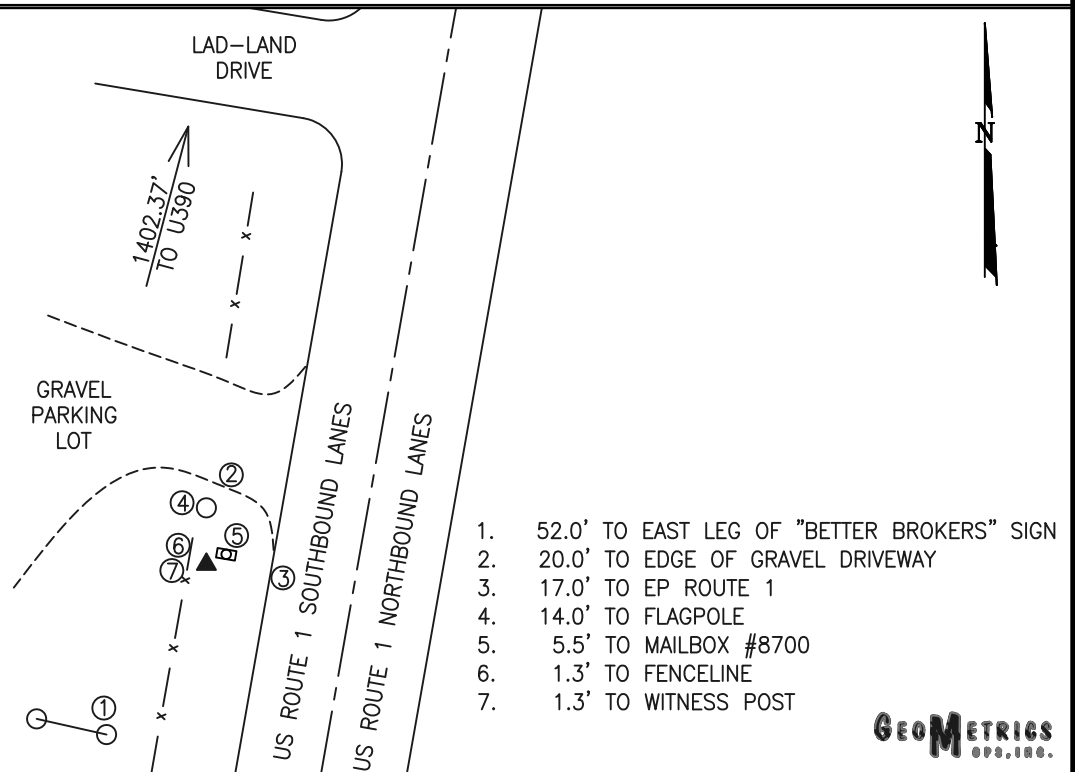 LAD-LAND
DRIVE
N
1402.37'
TO U390
GRAVEL
PARKING
LOT
US ROUTE 1 SOUTHBOUND LANES
US ROUTE 1 NORTHBOUND LANES
2
4
5
6
7
3
1
x
x
x
x
x
1. 52.0' TO EAST LEG OF "BETTER BROKERS" SIGN
2. 20.0' TO EDGE OF GRAVEL DRIVEWAY
3. 17.0' TO EP ROUTE 1
4. 14.0' TO FLAGPOLE
5. 5.5' TO MAILBOX #8700
6. 1.3' TO FENCELINE
7. 1.3' TO WITNESS POST
GEOMETRICS
GPS, INC.